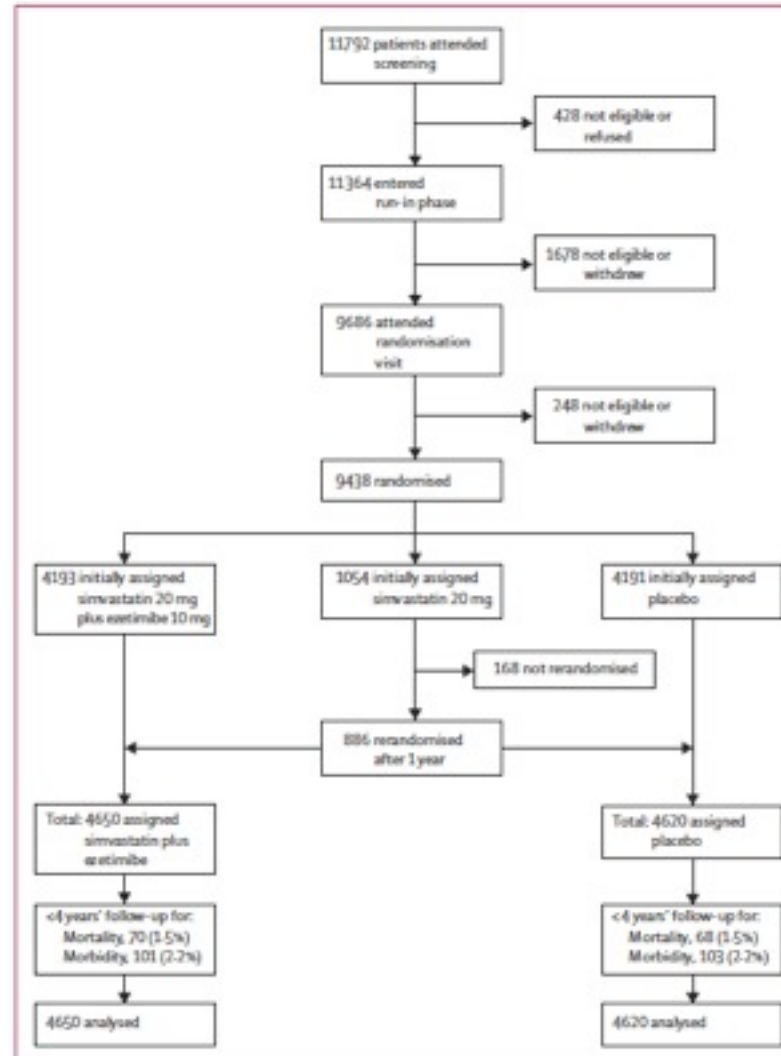 11792 patients attended
screening
428 not eligible or
refused
11364 entered
run-in phase
1678 not eligible or
withdrew
9686 attended
randomisation
visit
248 not eligible or
withdrew
9438 randomised
4193 initially assigned
simvastatin 20 mg
plus ezetimibe 10 mg
1054 initially assigned
simvastatin 20 mg
4191 initially assigned
placebo
168 not rerandomised
886 rerandomised
after 1 year
Total: 4650 assigned
simvastatin plus
ezetimibe
Total: 4620 assigned
placebo
<4 years' follow-up for:
Mortality, 70 (1·5%)
Morbidity, 101 (2·2%)
<4 years' follow-up for:
Mortality, 68 (1·5%)
Morbidity, 103 (2·2%)
4650 analysed
4620 analysed